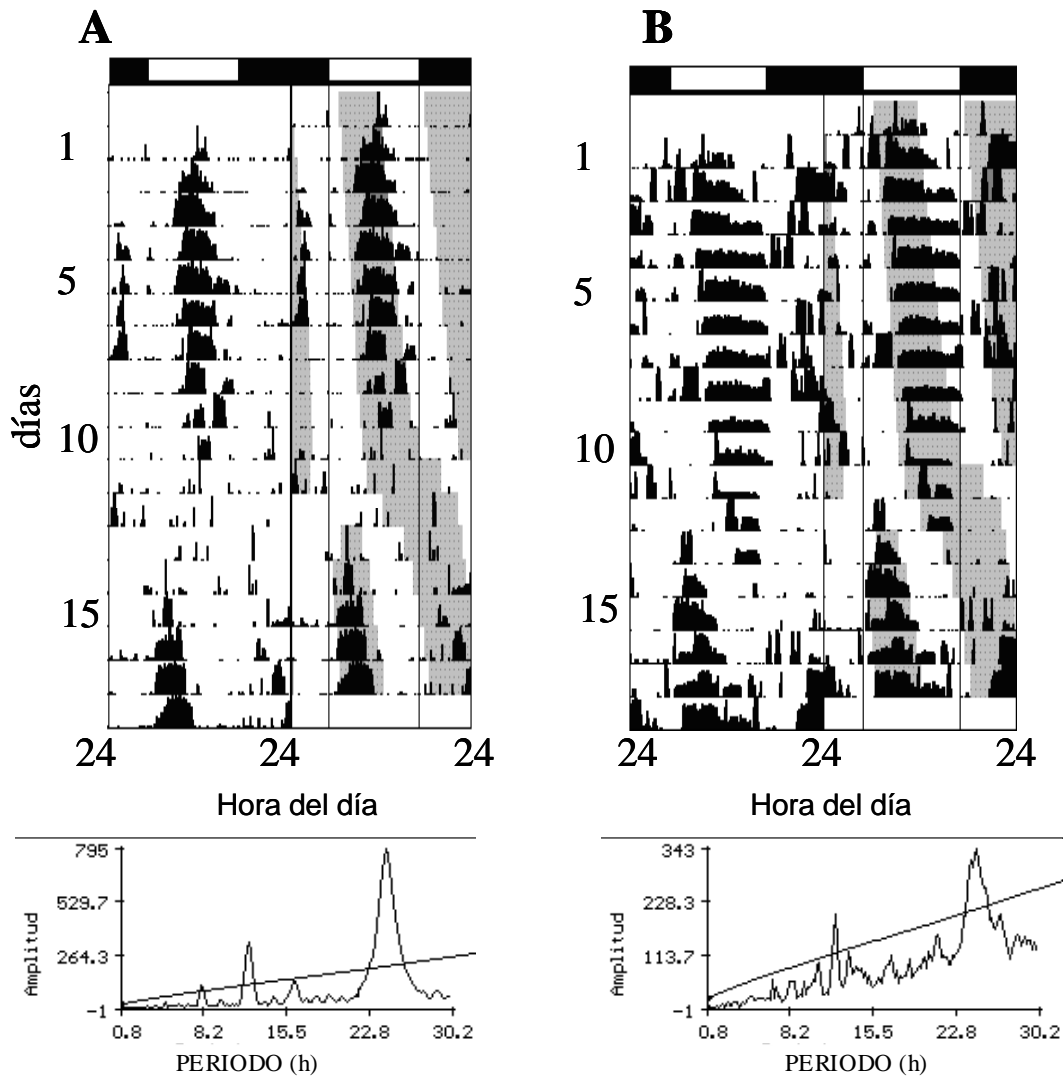 A
B
1
5
10
15
días
24 24 24
Hora del día
1
5
10
15
24 24 24
Hora del día
795
529.7
264.3
-1
Amplitud
0.8 8.2 15.5 22.8 30.2
PERIODO (h)
343
228.3
113.7
-1
Amplitud
0.8 8.2 15.5 22.8 30.2
PERIODO (h)